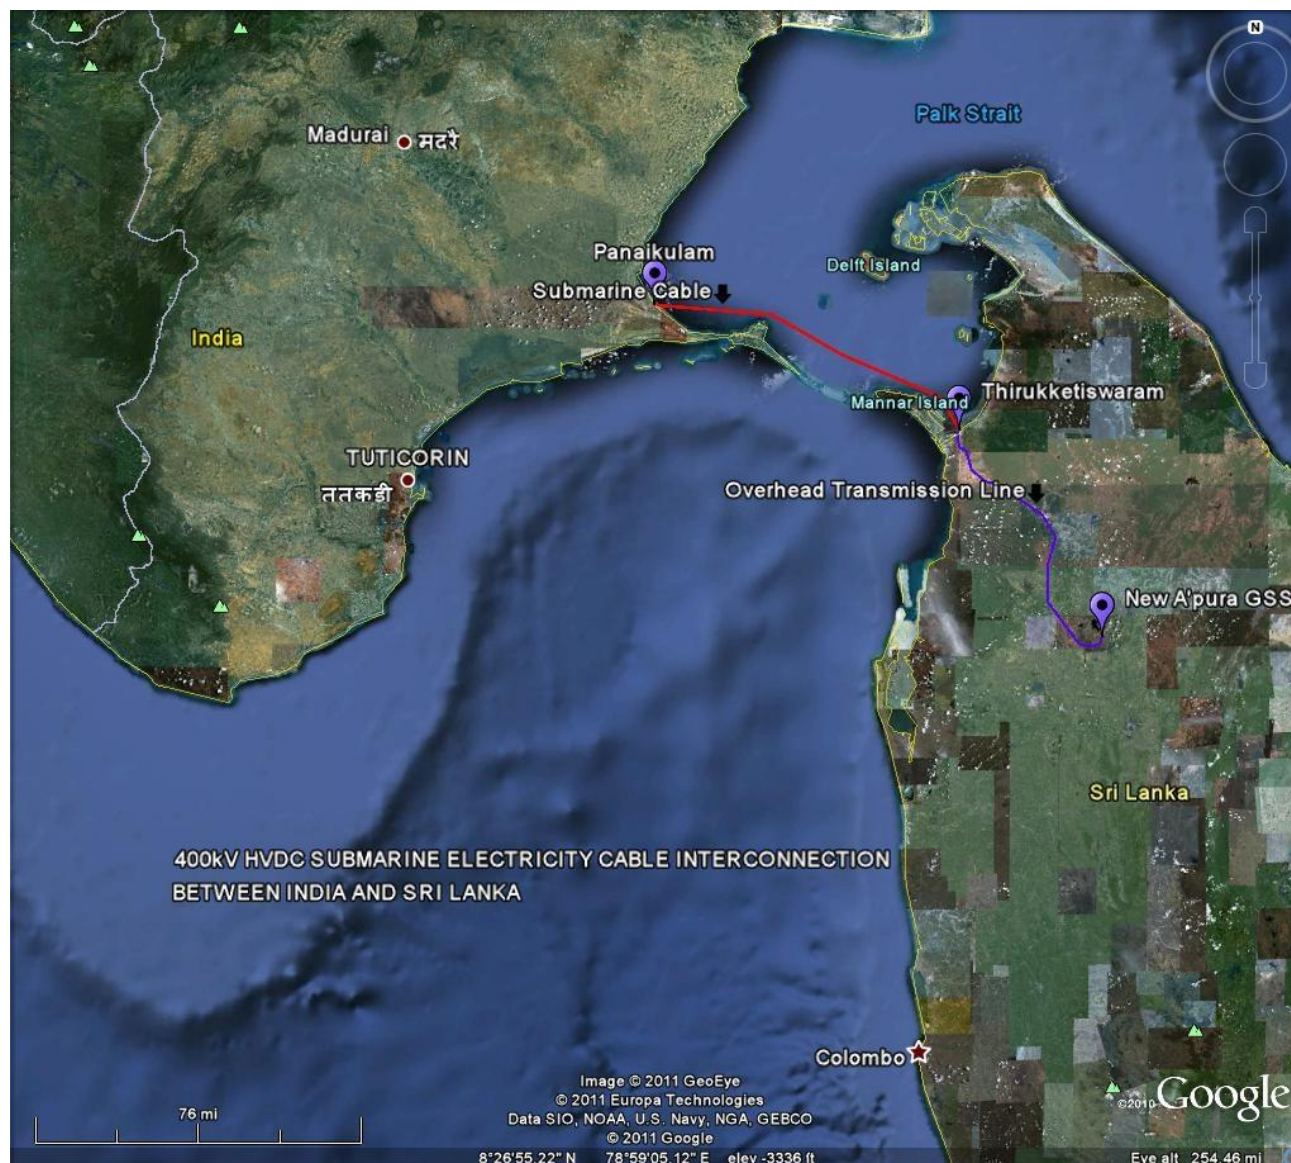 N
Palk Strait
Madurai मदरै
Panaikulam
Delft Island
Submarine Cable
India
Mannar Island
Thirukketiswaram
TUTICORIN
ततकडी
Overhead Transmission Line
New A'pura GSS
Sri Lanka
400kV HVDC SUBMARINE ELECTRICITY CABLE INTERCONNECTION
BETWEEN INDIA AND SRI LANKA
Colombo
Image © 2011 GeoEye
© 2011 Europa Technologies
Data SIO, NOAA, U.S. Navy, NGA, GEBCO
© 2011 Google
©2010 Google
76 mi
8°26'55.22" N 78°59'05.12" E elev -3336 ft
Eye alt 254.46 mi